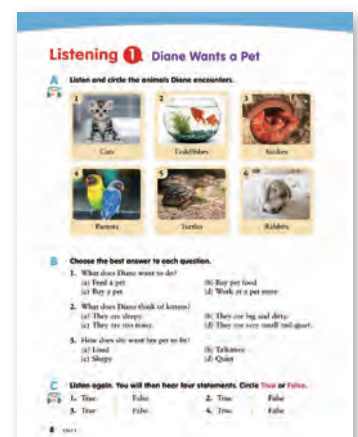 Listening 1 Diane Wants a Pet
A Listen and circle the animals Diane encounters.
1 2 3
Cats Goldfishes Snakes
4 5 6
Parrots Turtles Rabbits
B Choose the best answer to each question.
1. What does Diane want to do?
(a) Feed a pet (b) Buy pet food
(c) Buy a pet (d) Work at a pet store
2. What does Diane think of kittens?
(a) They are sleepy. (b) They are big and dirty.
(c) They are too noisy. (d) They are very small and quiet.
3. How does she want her pet to be?
(a) Loud (b) Talkative
(c) Sleepy (d) Quiet
C Listen again. You will then hear four statements. Circle True or False.
1. True False 2. True False
3. True False 4. True False
8